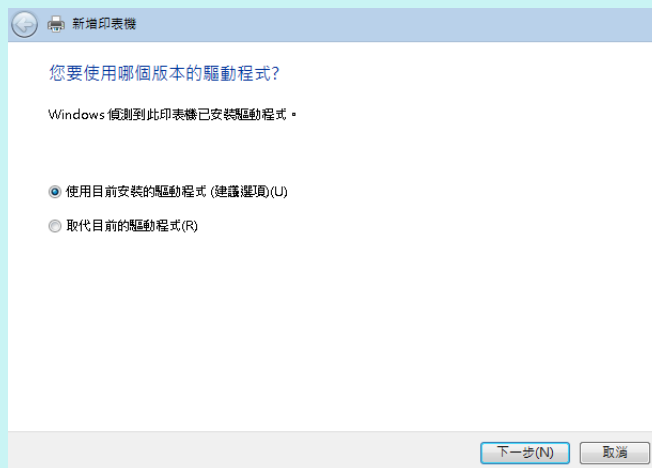 新增印表機
您要使用哪個版本的驅動程式?
Windows 偵測到此印表機已安裝驅動程式。
使用目前安裝的驅動程式 (建議選項)(U)
取代目前的驅動程式(R)
下一步(N)
取消